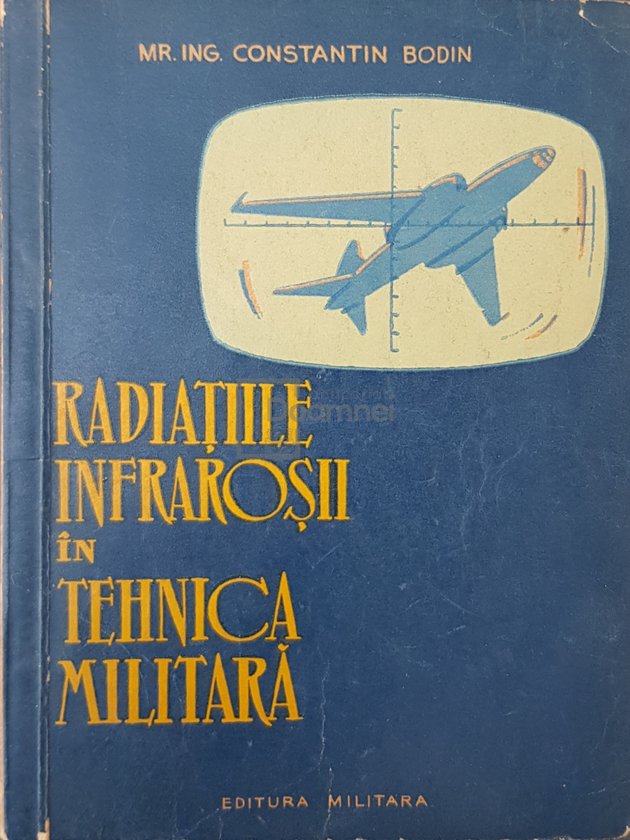 MR. ING. CONSTANTIN BODIN
RADIAȚIILE
INFRAROȘII
ÎN
TEHNICA
MILITARĂ
EDITURA MILITARA